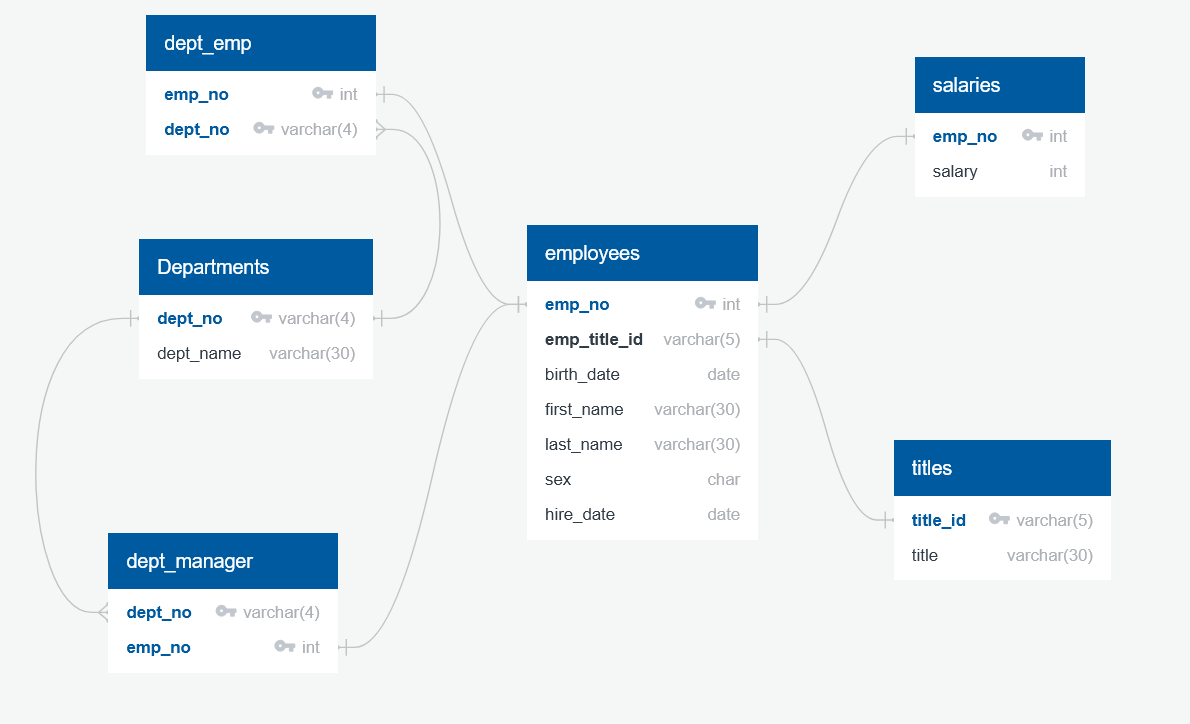 dept_emp
emp_no int
dept_no varchar(4)
Departments
dept_no varchar(4)
dept_name varchar(30)
dept_manager
dept_no varchar(4)
emp_no int
employees
emp_no int
emp_title_id varchar(5)
birth_date date
first_name varchar(30)
last_name varchar(30)
sex char
hire_date date
salaries
emp_no int
salary int
titles
title_id varchar(5)
title varchar(30)